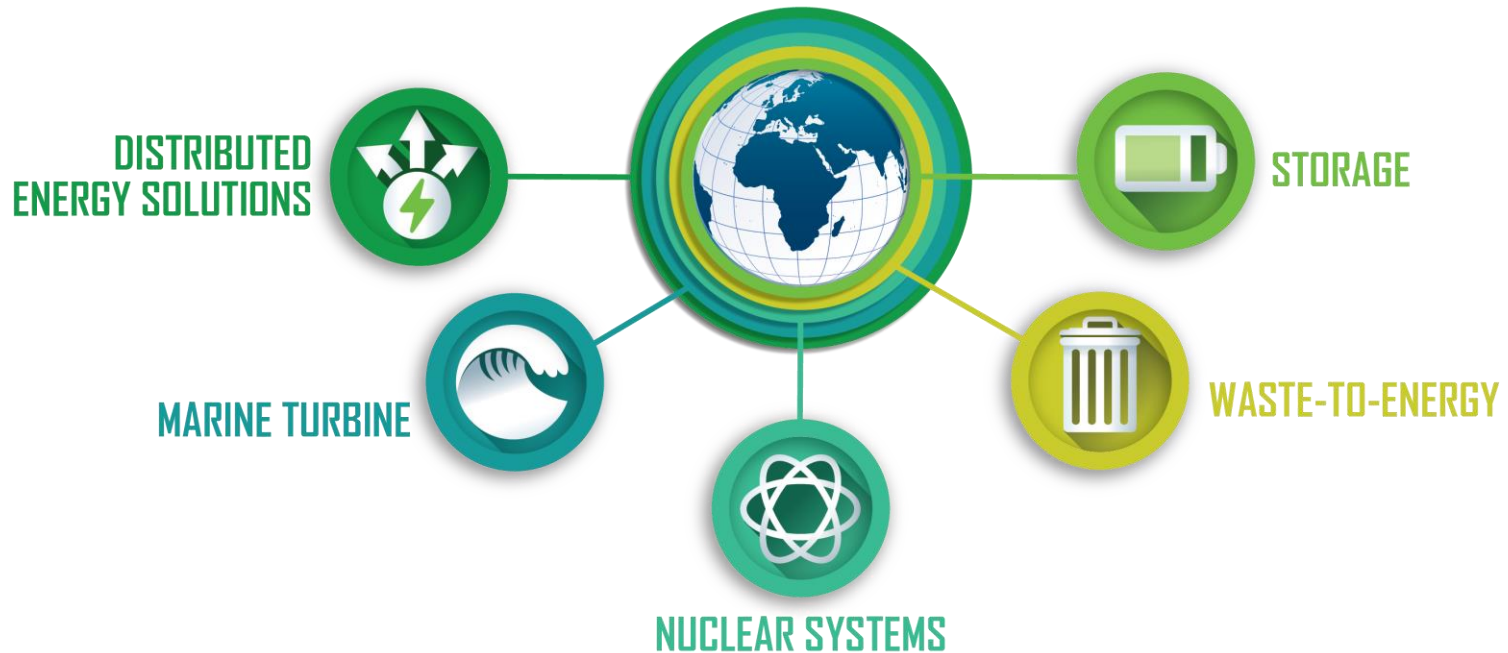 DISTRIBUTED
ENERGY SOLUTIONS
STORAGE
MARINE TURBINE
WASTE-TO-ENERGY
NUCLEAR SYSTEMS